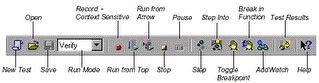 Record - Run from Step Into Break in Test Results
Open Context Sensitive Arrow Pause Function
Verify
New Test Save Run Mode Run from Top Stop Step Toggle Breakpoint AddWatch Help